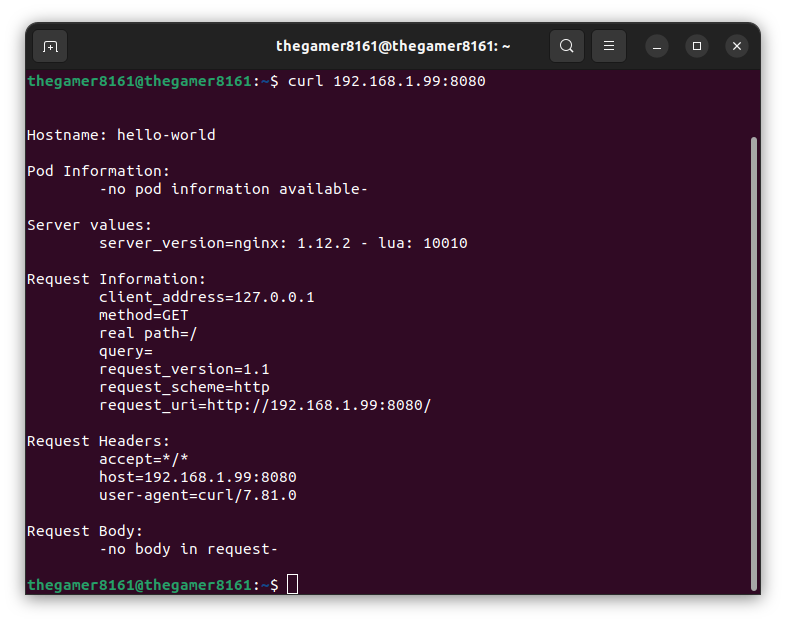 thegamer8161@thegamer8161: ~
thegamer8161@thegamer8161:~$ curl 192.168.1.99:8080
Hostname: hello-world
Pod Information:
-no pod information available-
Server values:
server_version=nginx: 1.12.2 - lua: 10010
Request Information:
client_address=127.0.0.1
method=GET
real path=/
query=
request_version=1.1
request_scheme=http
request_uri=http://192.168.1.99:8080/
Request Headers:
accept=*/*
host=192.168.1.99:8080
user-agent=curl/7.81.0
Request Body:
-no body in request-
thegamer8161@thegamer8161:~$